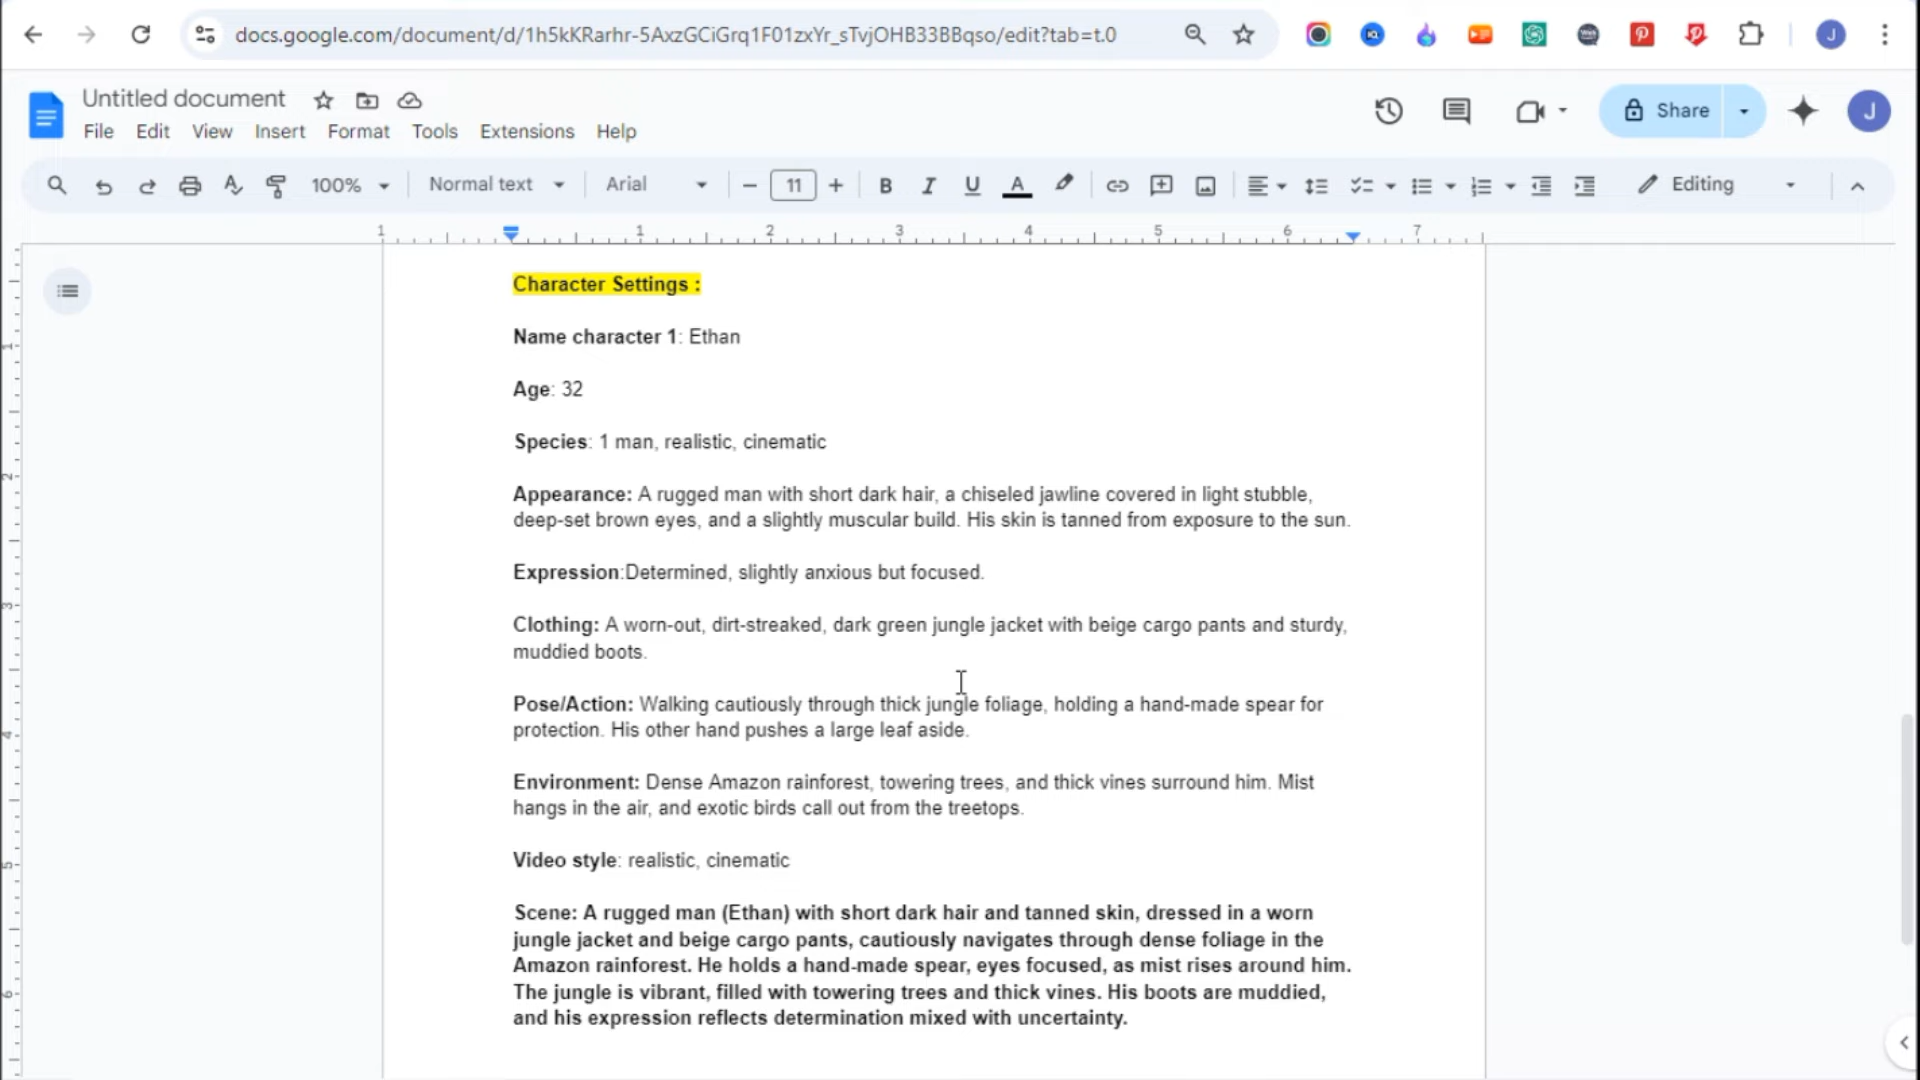 docs.google.com/document/d/1h5kKRarhr-5AxzGCiGrq1F01zxYr_sTvjOHB33BBqso/edit?tab=t.0
J
Untitled document
File Edit View Insert Format Tools Extensions Help
Share
J
100% Normal text Arial 11 B I U A Editing
1 1 2 3 4 5 6 7
Character Settings :
Name character 1: Ethan
Age: 32
Species: 1 man, realistic, cinematic
Appearance: A rugged man with short dark hair, a chiseled jawline covered in light stubble,
deep-set brown eyes, and a slightly muscular build. His skin is tanned from exposure to the sun.
Expression:Determined, slightly anxious but focused.
Clothing: A worn-out, dirt-streaked, dark green jungle jacket with beige cargo pants and sturdy,
muddied boots.
Pose/Action: Walking cautiously through thick jungle foliage, holding a hand-made spear for
protection. His other hand pushes a large leaf aside.
Environment: Dense Amazon rainforest, towering trees, and thick vines surround him. Mist
hangs in the air, and exotic birds call out from the treetops.
Video style: realistic, cinematic
Scene: A rugged man (Ethan) with short dark hair and tanned skin, dressed in a worn
jungle jacket and beige cargo pants, cautiously navigates through dense foliage in the
Amazon rainforest. He holds a hand-made spear, eyes focused, as mist rises around him.
The jungle is vibrant, filled with towering trees and thick vines. His boots are muddied,
and his expression reflects determination mixed with uncertainty.